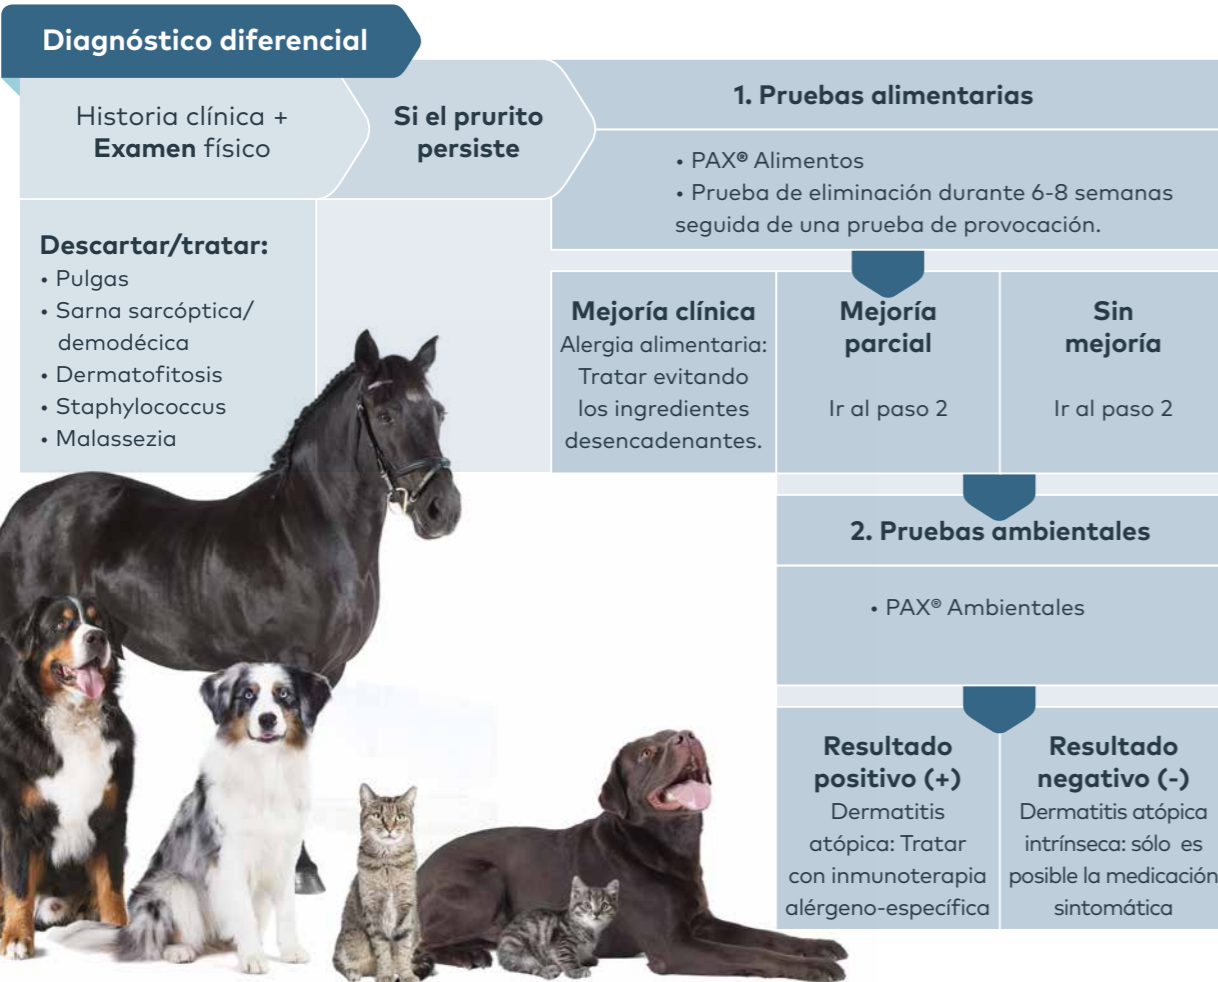 Diagnóstico diferencial
Historia clínica +
Examen físico
Si el prurito
persiste
Descartar/tratar:
• Pulgas
• Sarna sarcóptica/
demodécica
• Dermatofitosis
• Staphylococcus
• Malassezia
1. Pruebas alimentarias
• PAX® Alimentos
• Prueba de eliminación durante 6-8 semanas
seguida de una prueba de provocación.
Mejoría clínica
Alergia alimentaria:
Tratar evitando
los ingredientes
desencadenantes.
Mejoría
parcial
Ir al paso 2
Sin
mejoría
Ir al paso 2
2. Pruebas ambientales
• PAX® Ambientales
Resultado
positivo (+)
Dermatitis
atópica: Tratar
con inmunoterapia
alérgeno-específica
Resultado
negativo (-)
Dermatitis atópica
intrínseca: sólo es
posible la medicación
sintomática